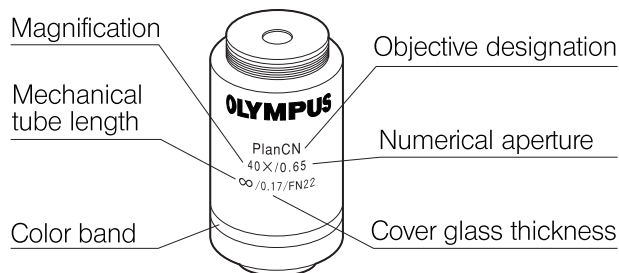 Magnification
Objective designation
Mechanical
tube length
OLYMPUS
PlanCN
40×/0.65
∞/0.17/FN22
Numerical aperture
Color band
Cover glass thickness